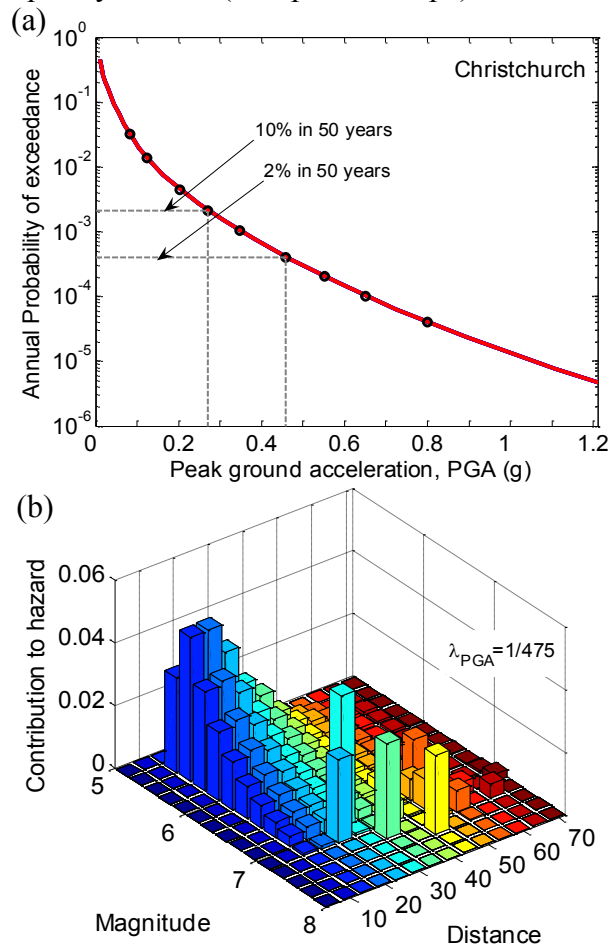 (a)
10^0
10^-1
10^-2
10^-3
10^-4
10^-5
10^-6
Annual Probability of exceedance
Christchurch
10% in 50 years
2% in 50 years
0 0.2 0.4 0.6 0.8 1 1.2
Peak ground acceleration, PGA (g)
(b)
0.06
0.04
0.02
0
Contribution to hazard
λPGA=1/475
5
6
7
8
10
20
30
40
50
60
70
Magnitude
Distance